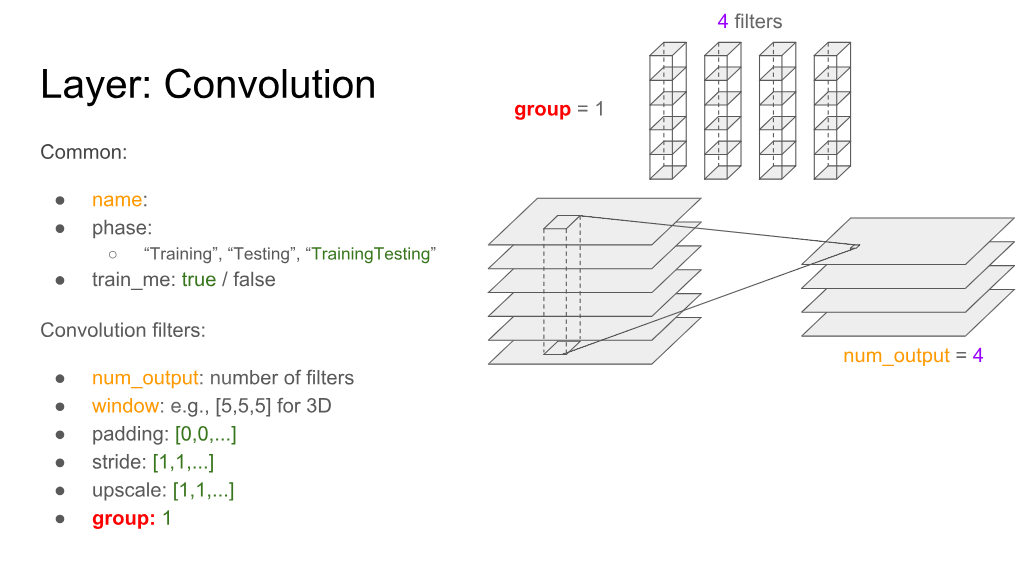 Layer: Convolution
Common:
● name:
● phase:
○ “Training”, “Testing”, “TrainingTesting”
● train_me: true / false
Convolution filters:
● num_output: number of filters
● window: e.g., [5,5,5] for 3D
● padding: [0,0,...]
● stride: [1,1,...]
● upscale: [1,1,...]
● group: 1
4 filters
group = 1
num_output = 4